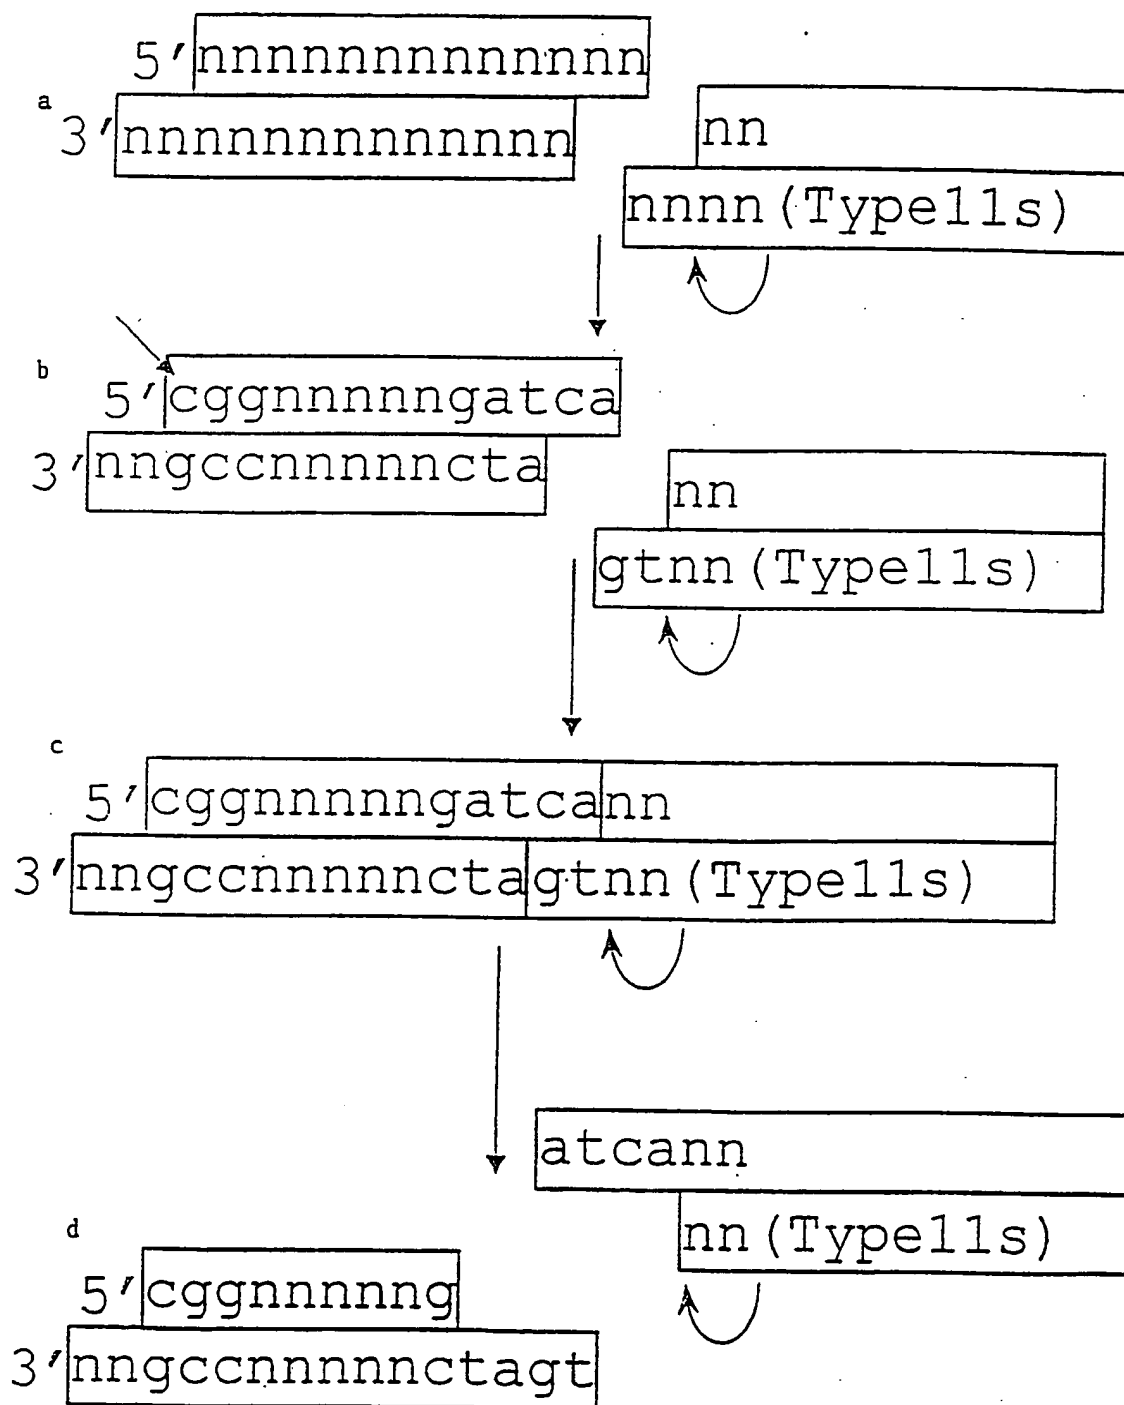 5'nnnnnnnnnnnnn
a
3'nnnnnnnnnnnnn
nn
nnnn(Type11s)
b
5'cggnnnnngatca
3'nngccnnnnncta
nn
gtnn(Type11s)
c
5'cggnnnnngatcann
3'nngccnnnnnctagtnn(Type11s)
atcann
nn(Type11s)
d
5'cggnnnnng
3'nngccnnnnnctagt